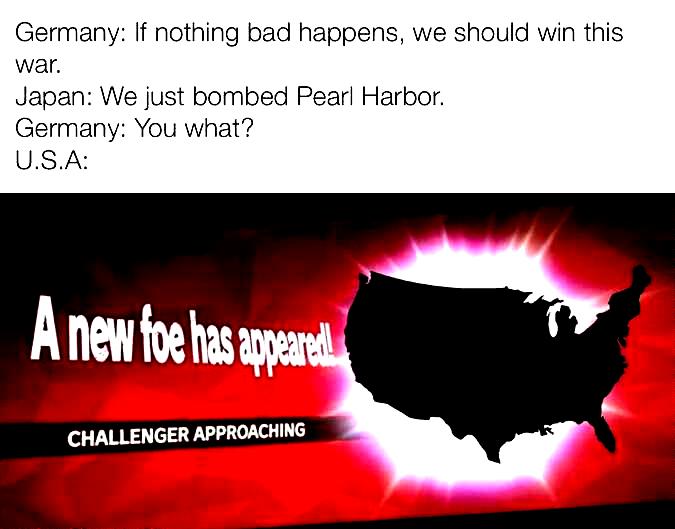 Germany: If nothing bad happens, we should win this
war.
Japan: We just bombed Pearl Harbor.
Germany: You what?
U.S.A:
A new foe has appeared!
CHALLENGER APPROACHING